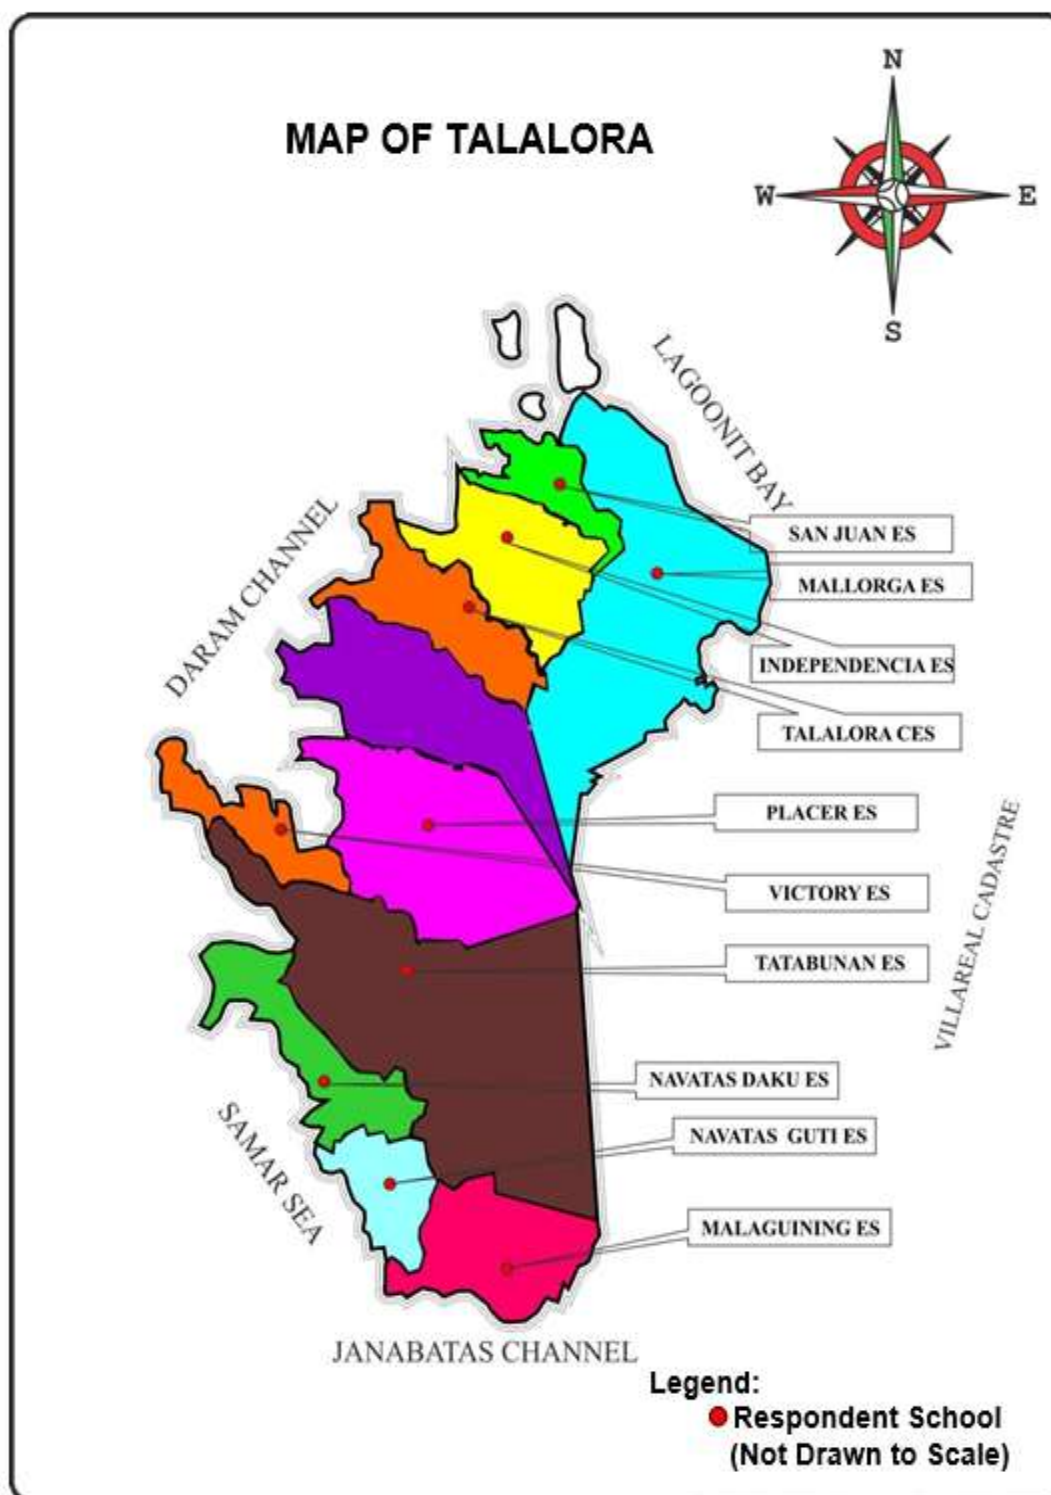 MAP OF TALALORA
N
W
E
S
LAGOONIT BAY
DARAM CHANNEL
SAN JUAN ES
MALLORGA ES
INDEPENDENCIA ES
TALALORA CES
PLACER ES
VICTORY ES
TATABUNAN ES
VILLAREAL CADASTRE
NAVATAS DAKU ES
NAVATAS GUTI ES
SAMAR SEA
MALAGUINING ES
JANABATAS CHANNEL
Legend:
Respondent School
(Not Drawn to Scale)